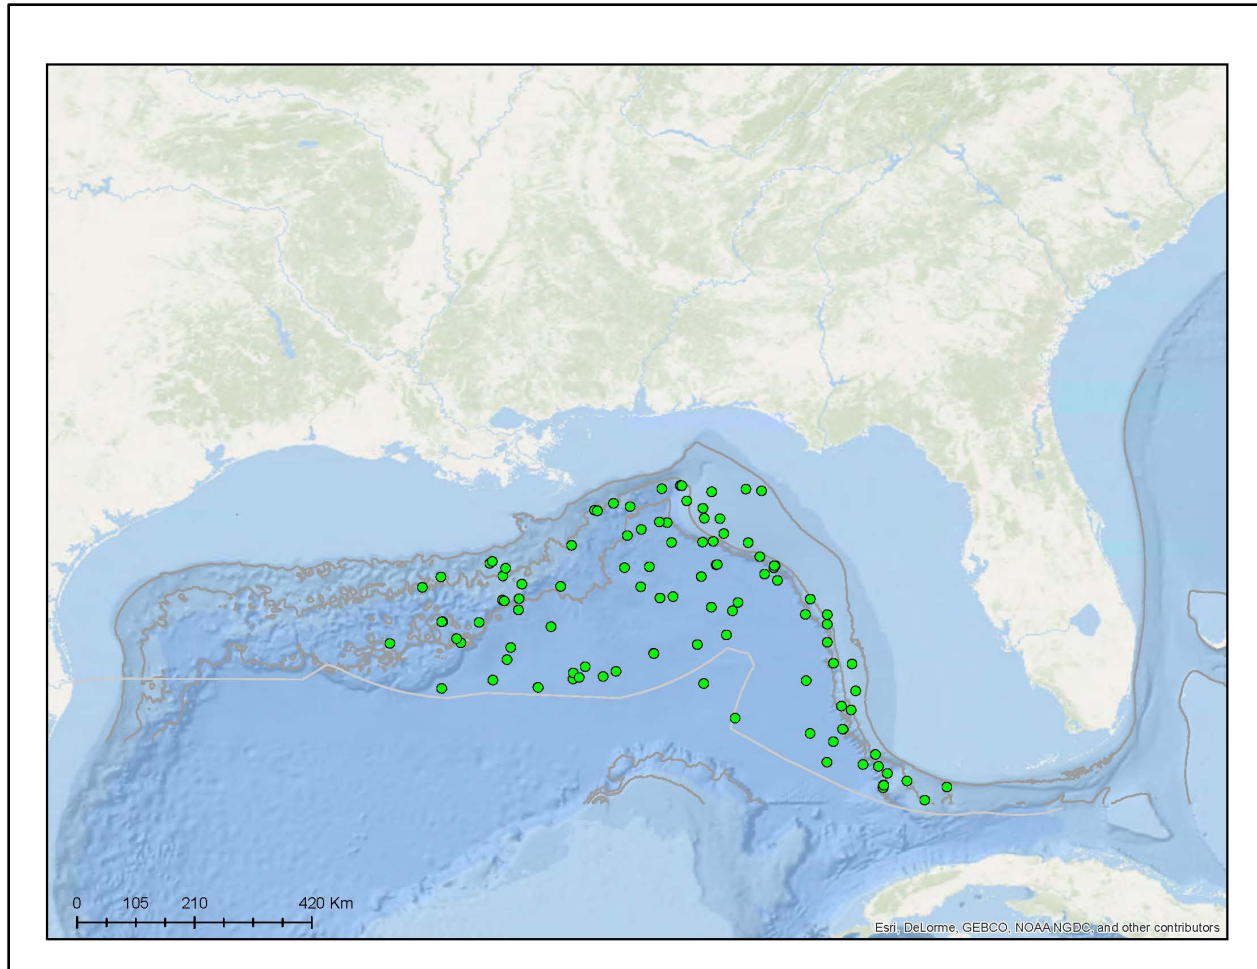 0 105 210 420 Km
Esri, DeLorme, GEBCO, NOAA NGDC, and other contributors